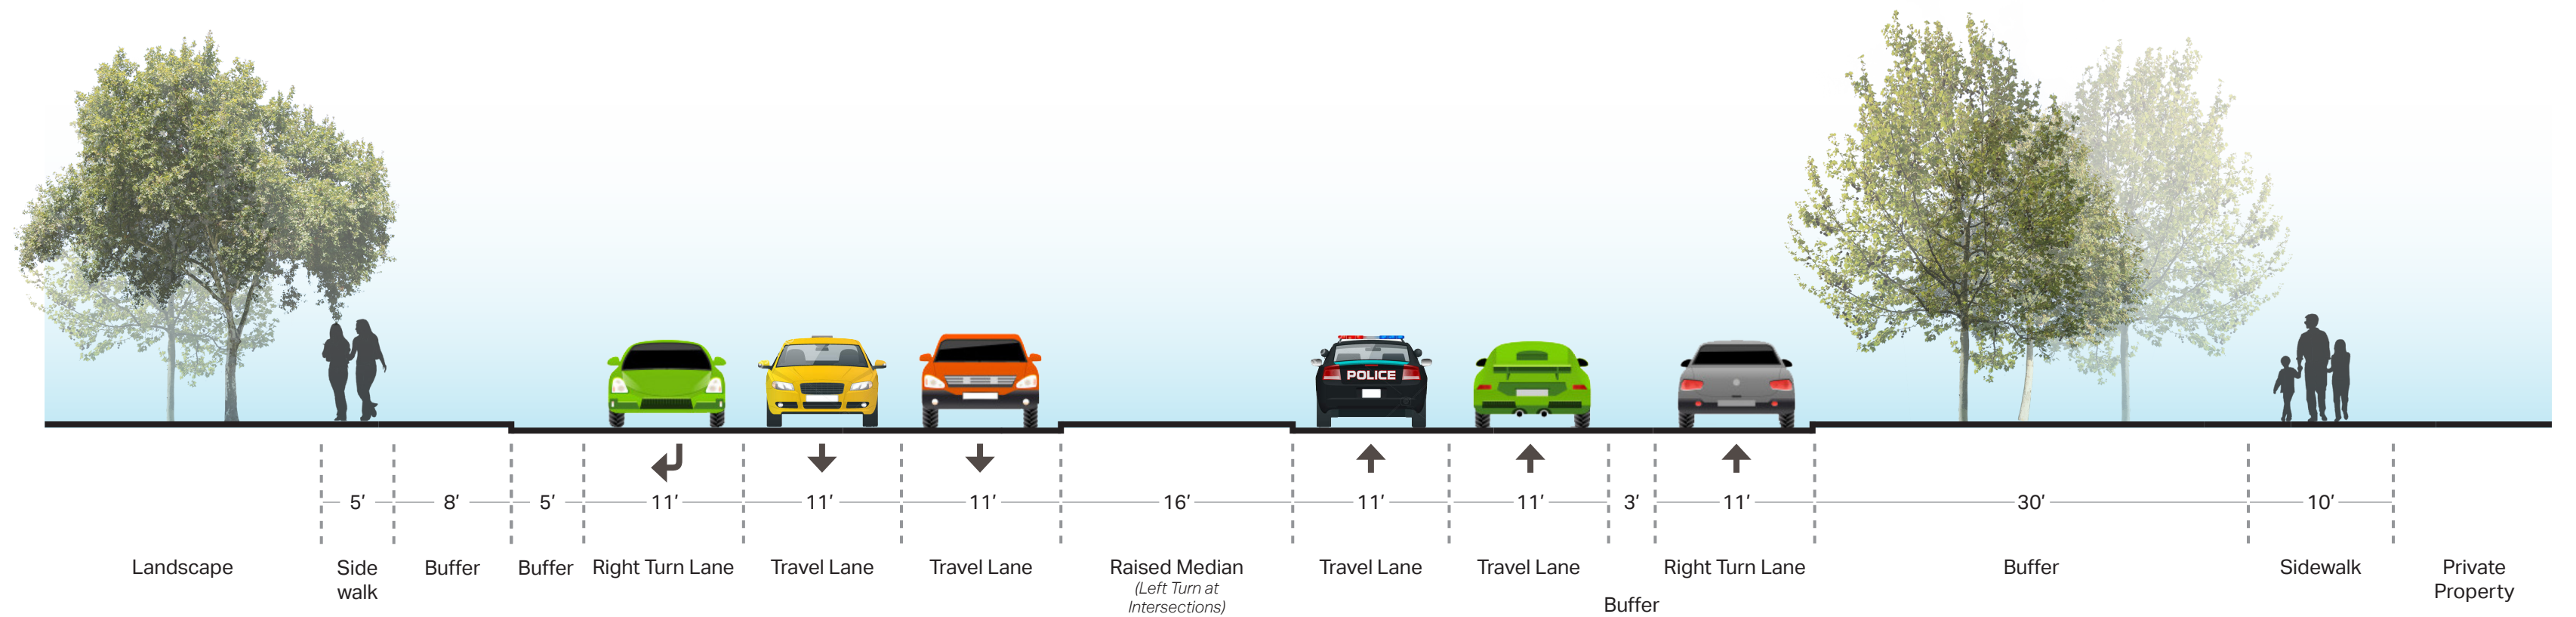 POLICE
5’ 8’ 5’ 11’ 11’ 11’ 16’ 11’ 11’ 3’ 11’ 30’ 10’
Landscape Side Buffer Buffer Right Turn Lane Travel Lane Travel Lane Raised Median Travel Lane Travel Lane Right Turn Lane Buffer Sidewalk Private
walk (Left Turn at Property
Intersections) Buffer